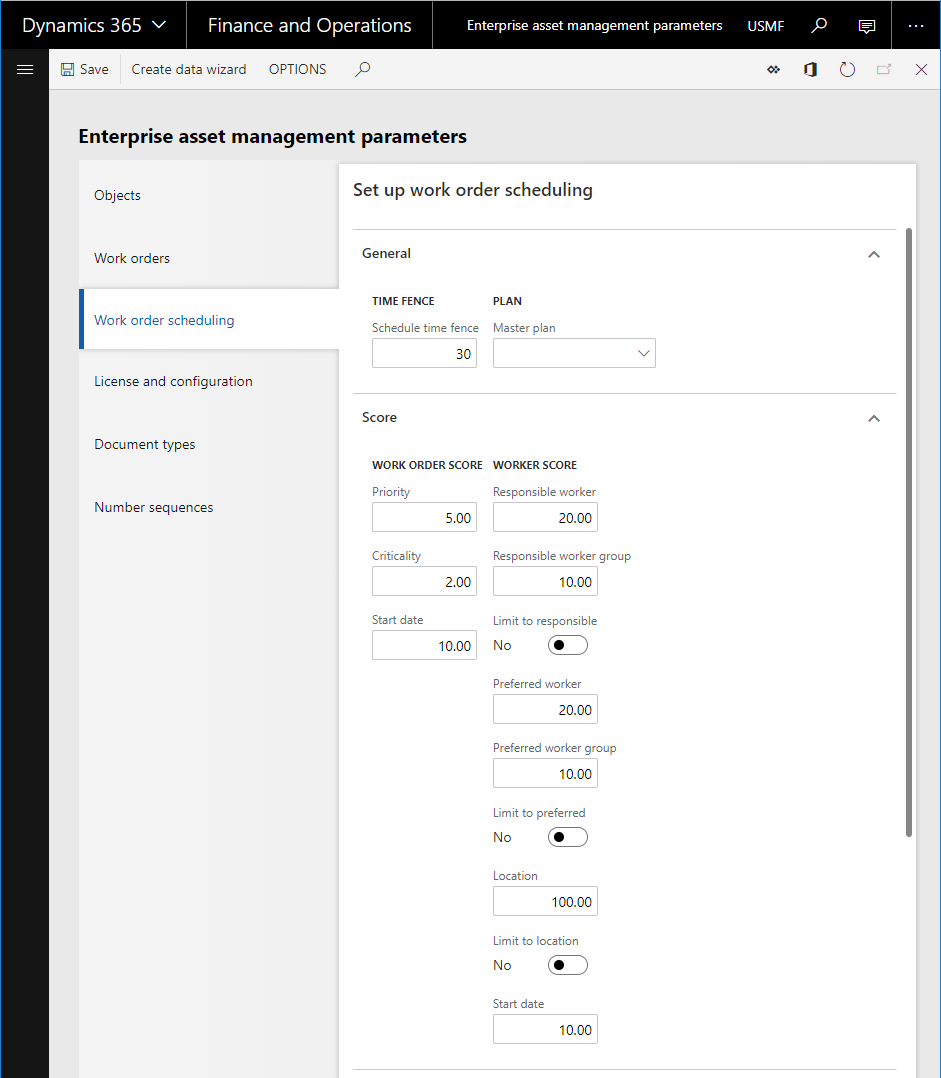 Dynamics 365 Finance and Operations Enterprise asset management parameters USMF
Save Create data wizard OPTIONS
Enterprise asset management parameters
Objects
Work orders
Work order scheduling
License and configuration
Document types
Number sequences
Set up work order scheduling
General
TIME FENCE PLAN
Schedule time fence Master plan
30
Score
WORK ORDER SCORE WORKER SCORE
Priority Responsible worker
5.00 20.00
Criticality Responsible worker group
2.00 10.00
Start date Limit to responsible
10.00 No
Preferred worker
20.00
Preferred worker group
10.00
Limit to preferred
No
Location
100.00
Limit to location
No
Start date
10.00